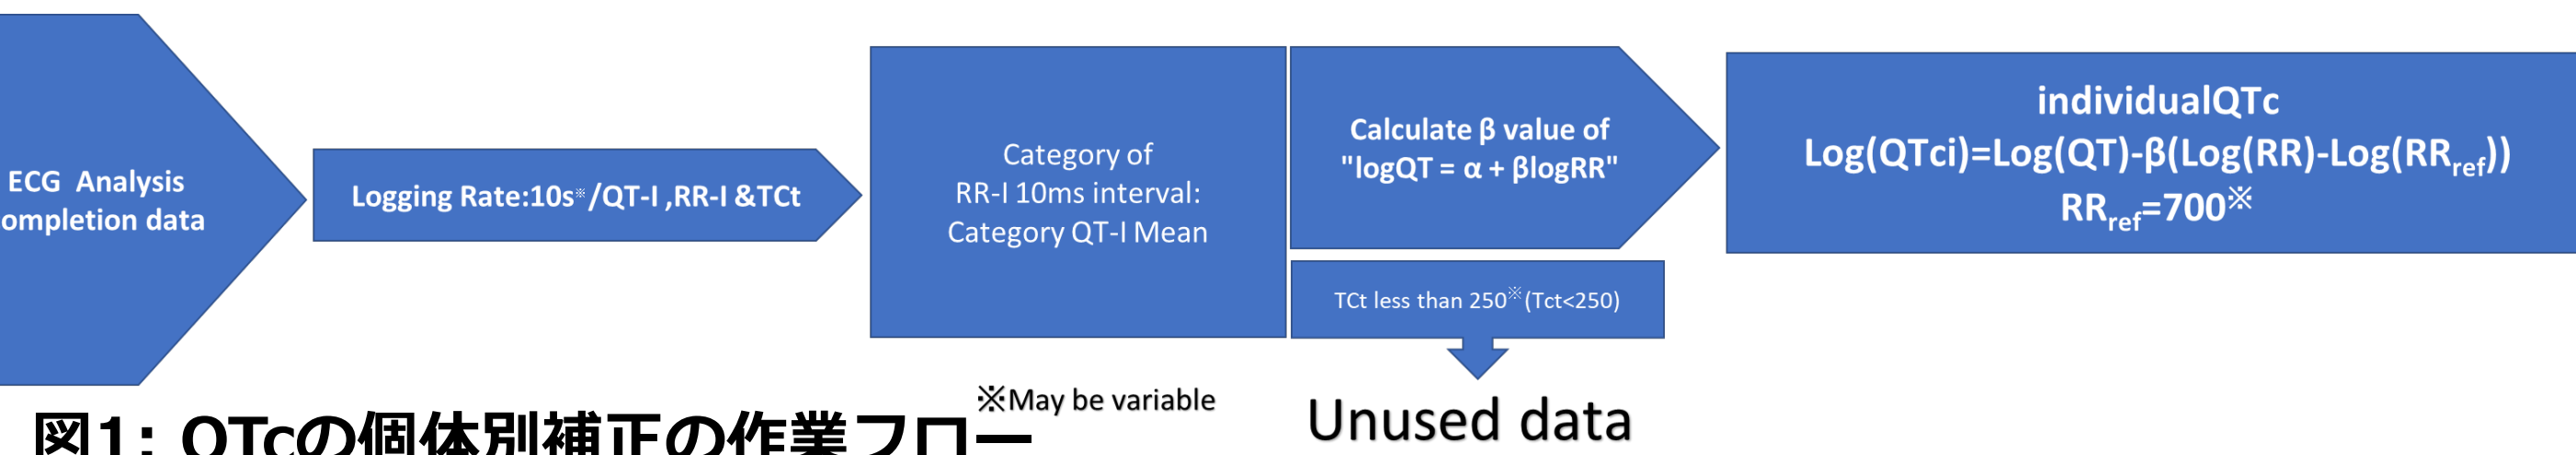 ECG Analysis
ompletion data
Logging Rate:10s※/QT-I ,RR-I &TCt
Category of
RR-I 10ms interval:
Category QT-I Mean
Calculate β value of
"logQT = α + βlogRR"
TCt less than 250※(Tct<250)
Unused data
individualQTc
Log(QTci)=Log(QT)-β(Log(RR)-Log(RRref))
RRref=700※
※May be variable
図1: QTcの個体別補正の作業フロー